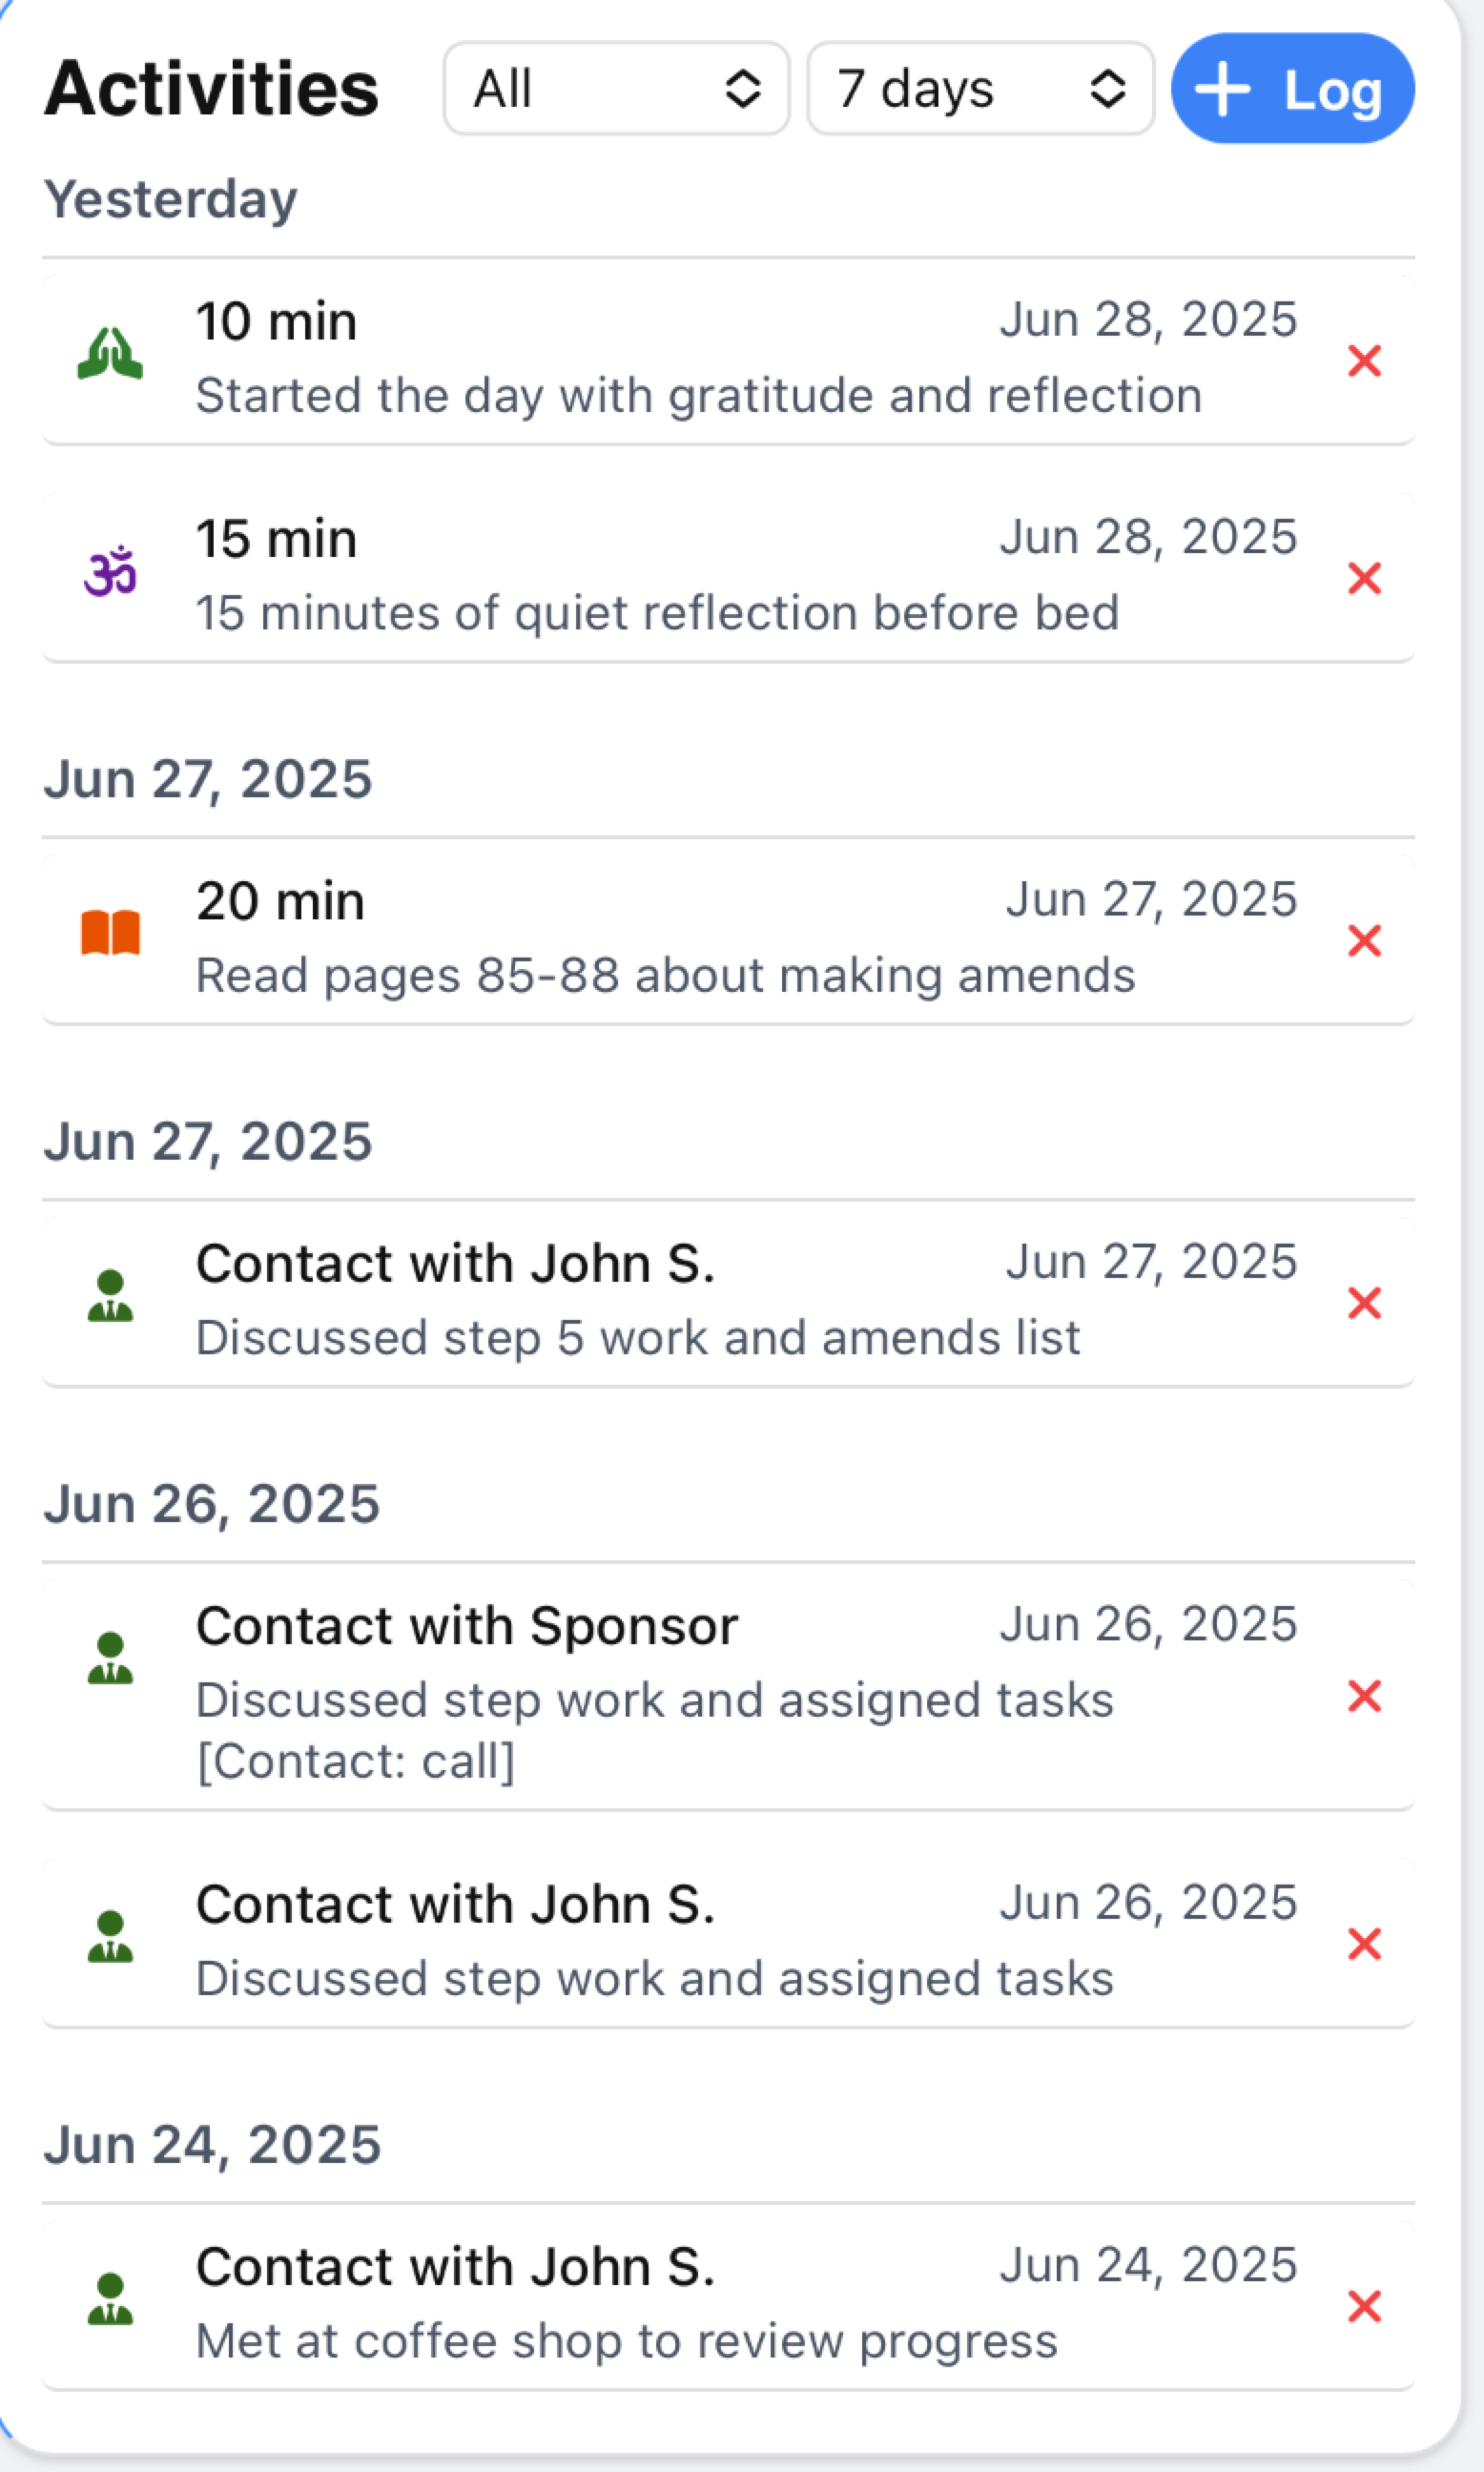 Activities All 7 days + Log
Yesterday
10 min Jun 28, 2025
Started the day with gratitude and reflection
ॐ 15 min Jun 28, 2025
15 minutes of quiet reflection before bed
Jun 27, 2025
20 min Jun 27, 2025
Read pages 85-88 about making amends
Jun 27, 2025
Contact with John S. Jun 27, 2025
Discussed step 5 work and amends list
Jun 26, 2025
Contact with Sponsor Jun 26, 2025
Discussed step work and assigned tasks
[Contact: call]
Contact with John S. Jun 26, 2025
Discussed step work and assigned tasks
Jun 24, 2025
Contact with John S. Jun 24, 2025
Met at coffee shop to review progress